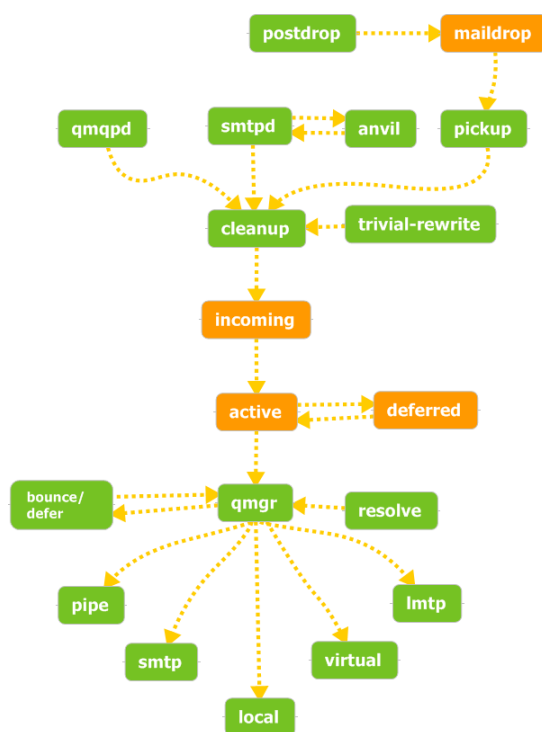 postdrop
maildrop
qmqpd
smtpd
anvil
pickup
cleanup
trivial-rewrite
incoming
active
deferred
bounce/
defer
qmgr
resolve
pipe
lmtp
smtp
virtual
local